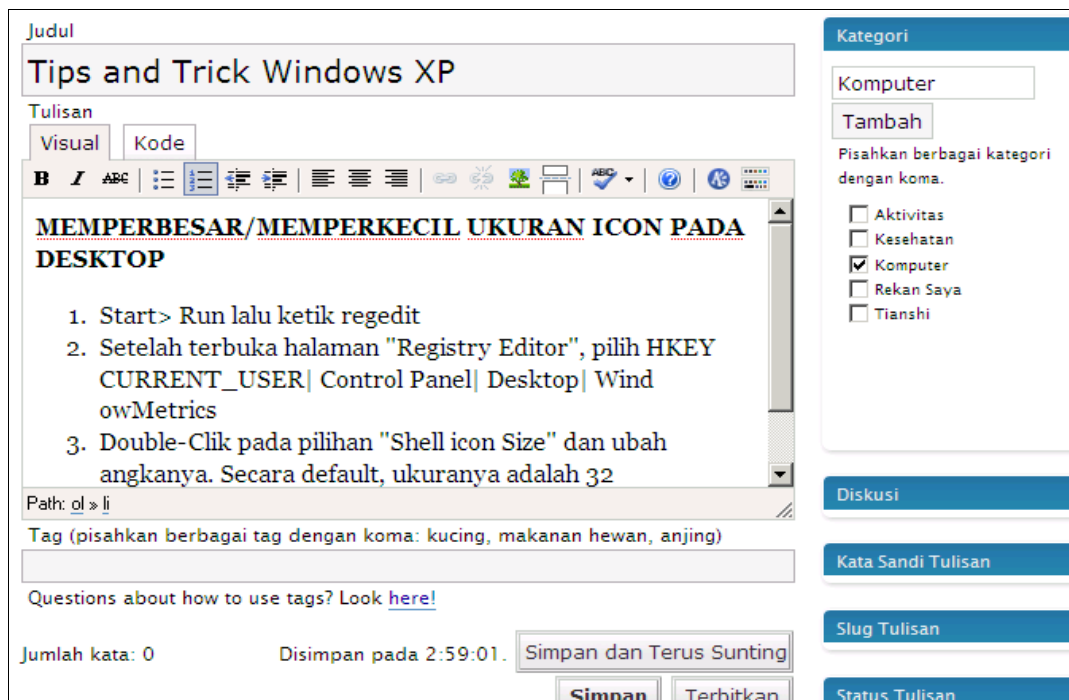 Judul
Tips and Trick Windows XP
Tulisan
Visual Kode
B I ABC ABC
MEMPERBESAR/MEMPERKECIL UKURAN ICON PADA
DESKTOP
1. Start> Run lalu ketik regedit
2. Setelah terbuka halaman "Registry Editor", pilih HKEY
CURRENT_USER| Control Panel| Desktop| Wind
owMetrics
3. Double-Clik pada pilihan "Shell icon Size" dan ubah
angkanya. Secara default, ukuranya adalah 32
Path: ol » li
Tag (pisahkan berbagai tag dengan koma: kucing, makanan hewan, anjing)
Questions about how to use tags? Look here!
Jumlah kata: 0
Disimpan pada 2:59:01.
Simpan dan Terus Sunting
Simpan
Terbitkan
Kategori
Komputer
Tambah
Pisahkan berbagai kategori
dengan koma.
Aktivitas
Kesehatan
Komputer
Rekan Saya
Tianshi
Diskusi
Kata Sandi Tulisan
Slug Tulisan
Status Tulisan